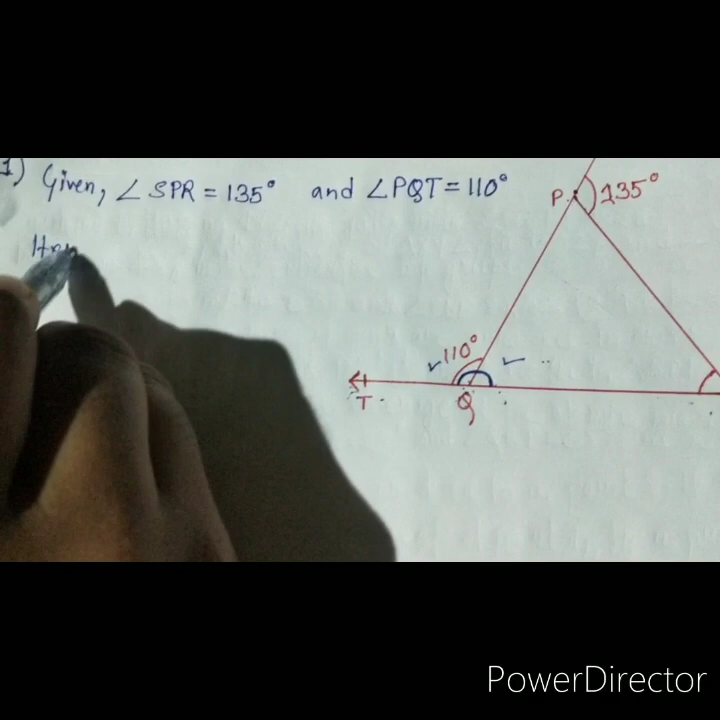 1) Given, ∠SPR = 135° and ∠PQT = 110°
P
135°
110°
T
Q
PowerDirector